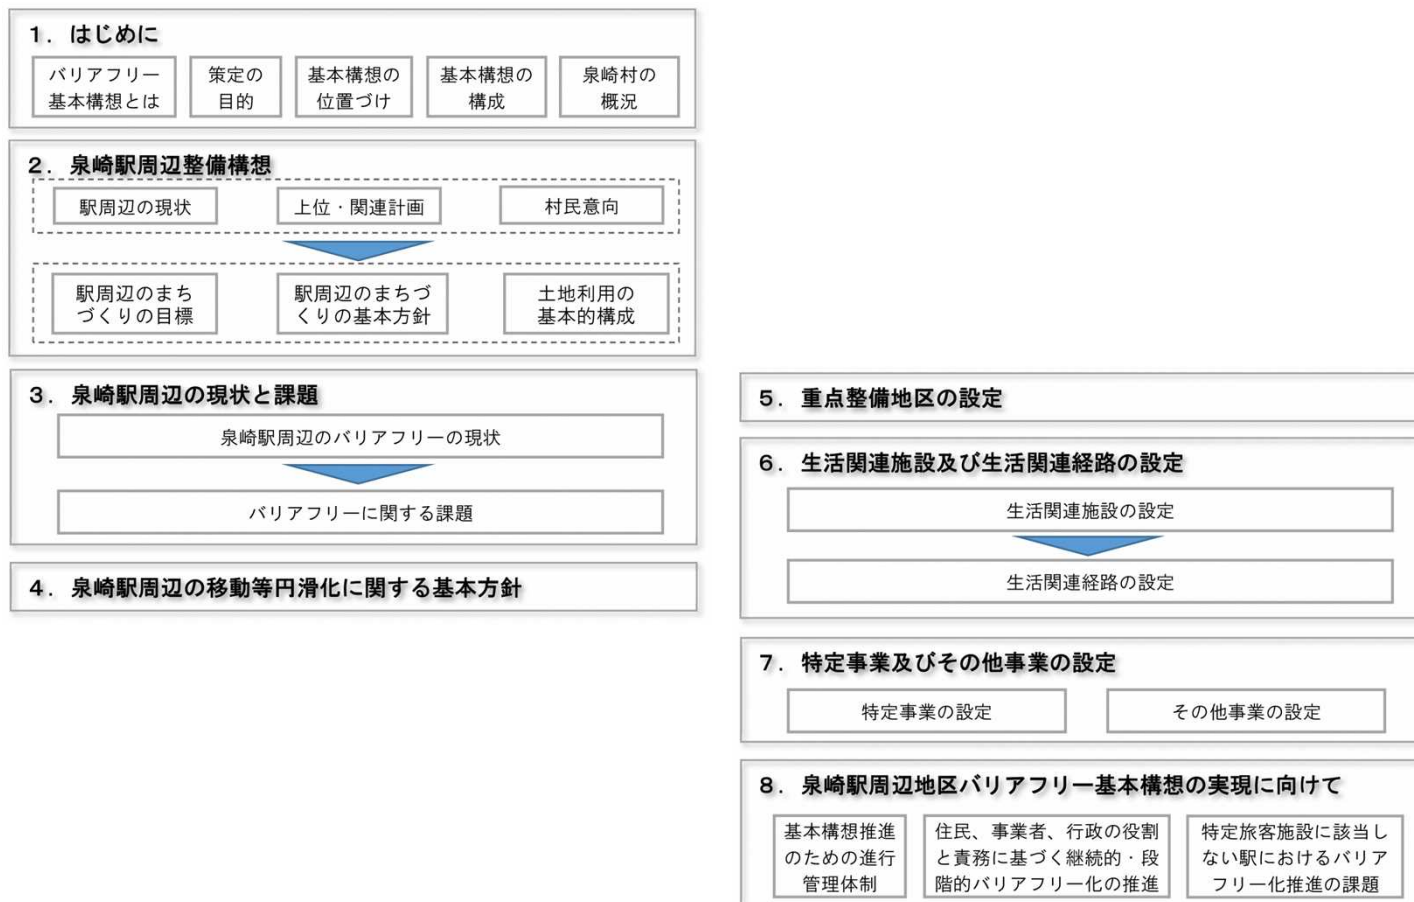 1. はじめに
バリアフリー
基本構想とは
策定の
目的
基本構想の
位置づけ
基本構想の
構成
泉崎村の
概況
2. 泉崎駅周辺整備構想
駅周辺の現状
上位・関連計画
村民意向
駅周辺のまち
づくりの目標
駅周辺のまちづ
くりの基本方針
土地利用の
基本的構成
3. 泉崎駅周辺の現状と課題
泉崎駅周辺のバリアフリーの現状
バリアフリーに関する課題
4. 泉崎駅周辺の移動等円滑化に関する基本方針
5. 重点整備地区の設定
6. 生活関連施設及び生活関連経路の設定
生活関連施設の設定
生活関連経路の設定
7. 特定事業及びその他事業の設定
特定事業の設定
その他事業の設定
8. 泉崎駅周辺地区バリアフリー基本構想の実現に向けて
基本構想推進
のための進行
管理体制
住民、事業者、行政の役割
と責務に基づく継続的・段
階的バリアフリー化の推進
特定旅客施設に該当し
ない駅におけるバリア
フリー化推進の課題